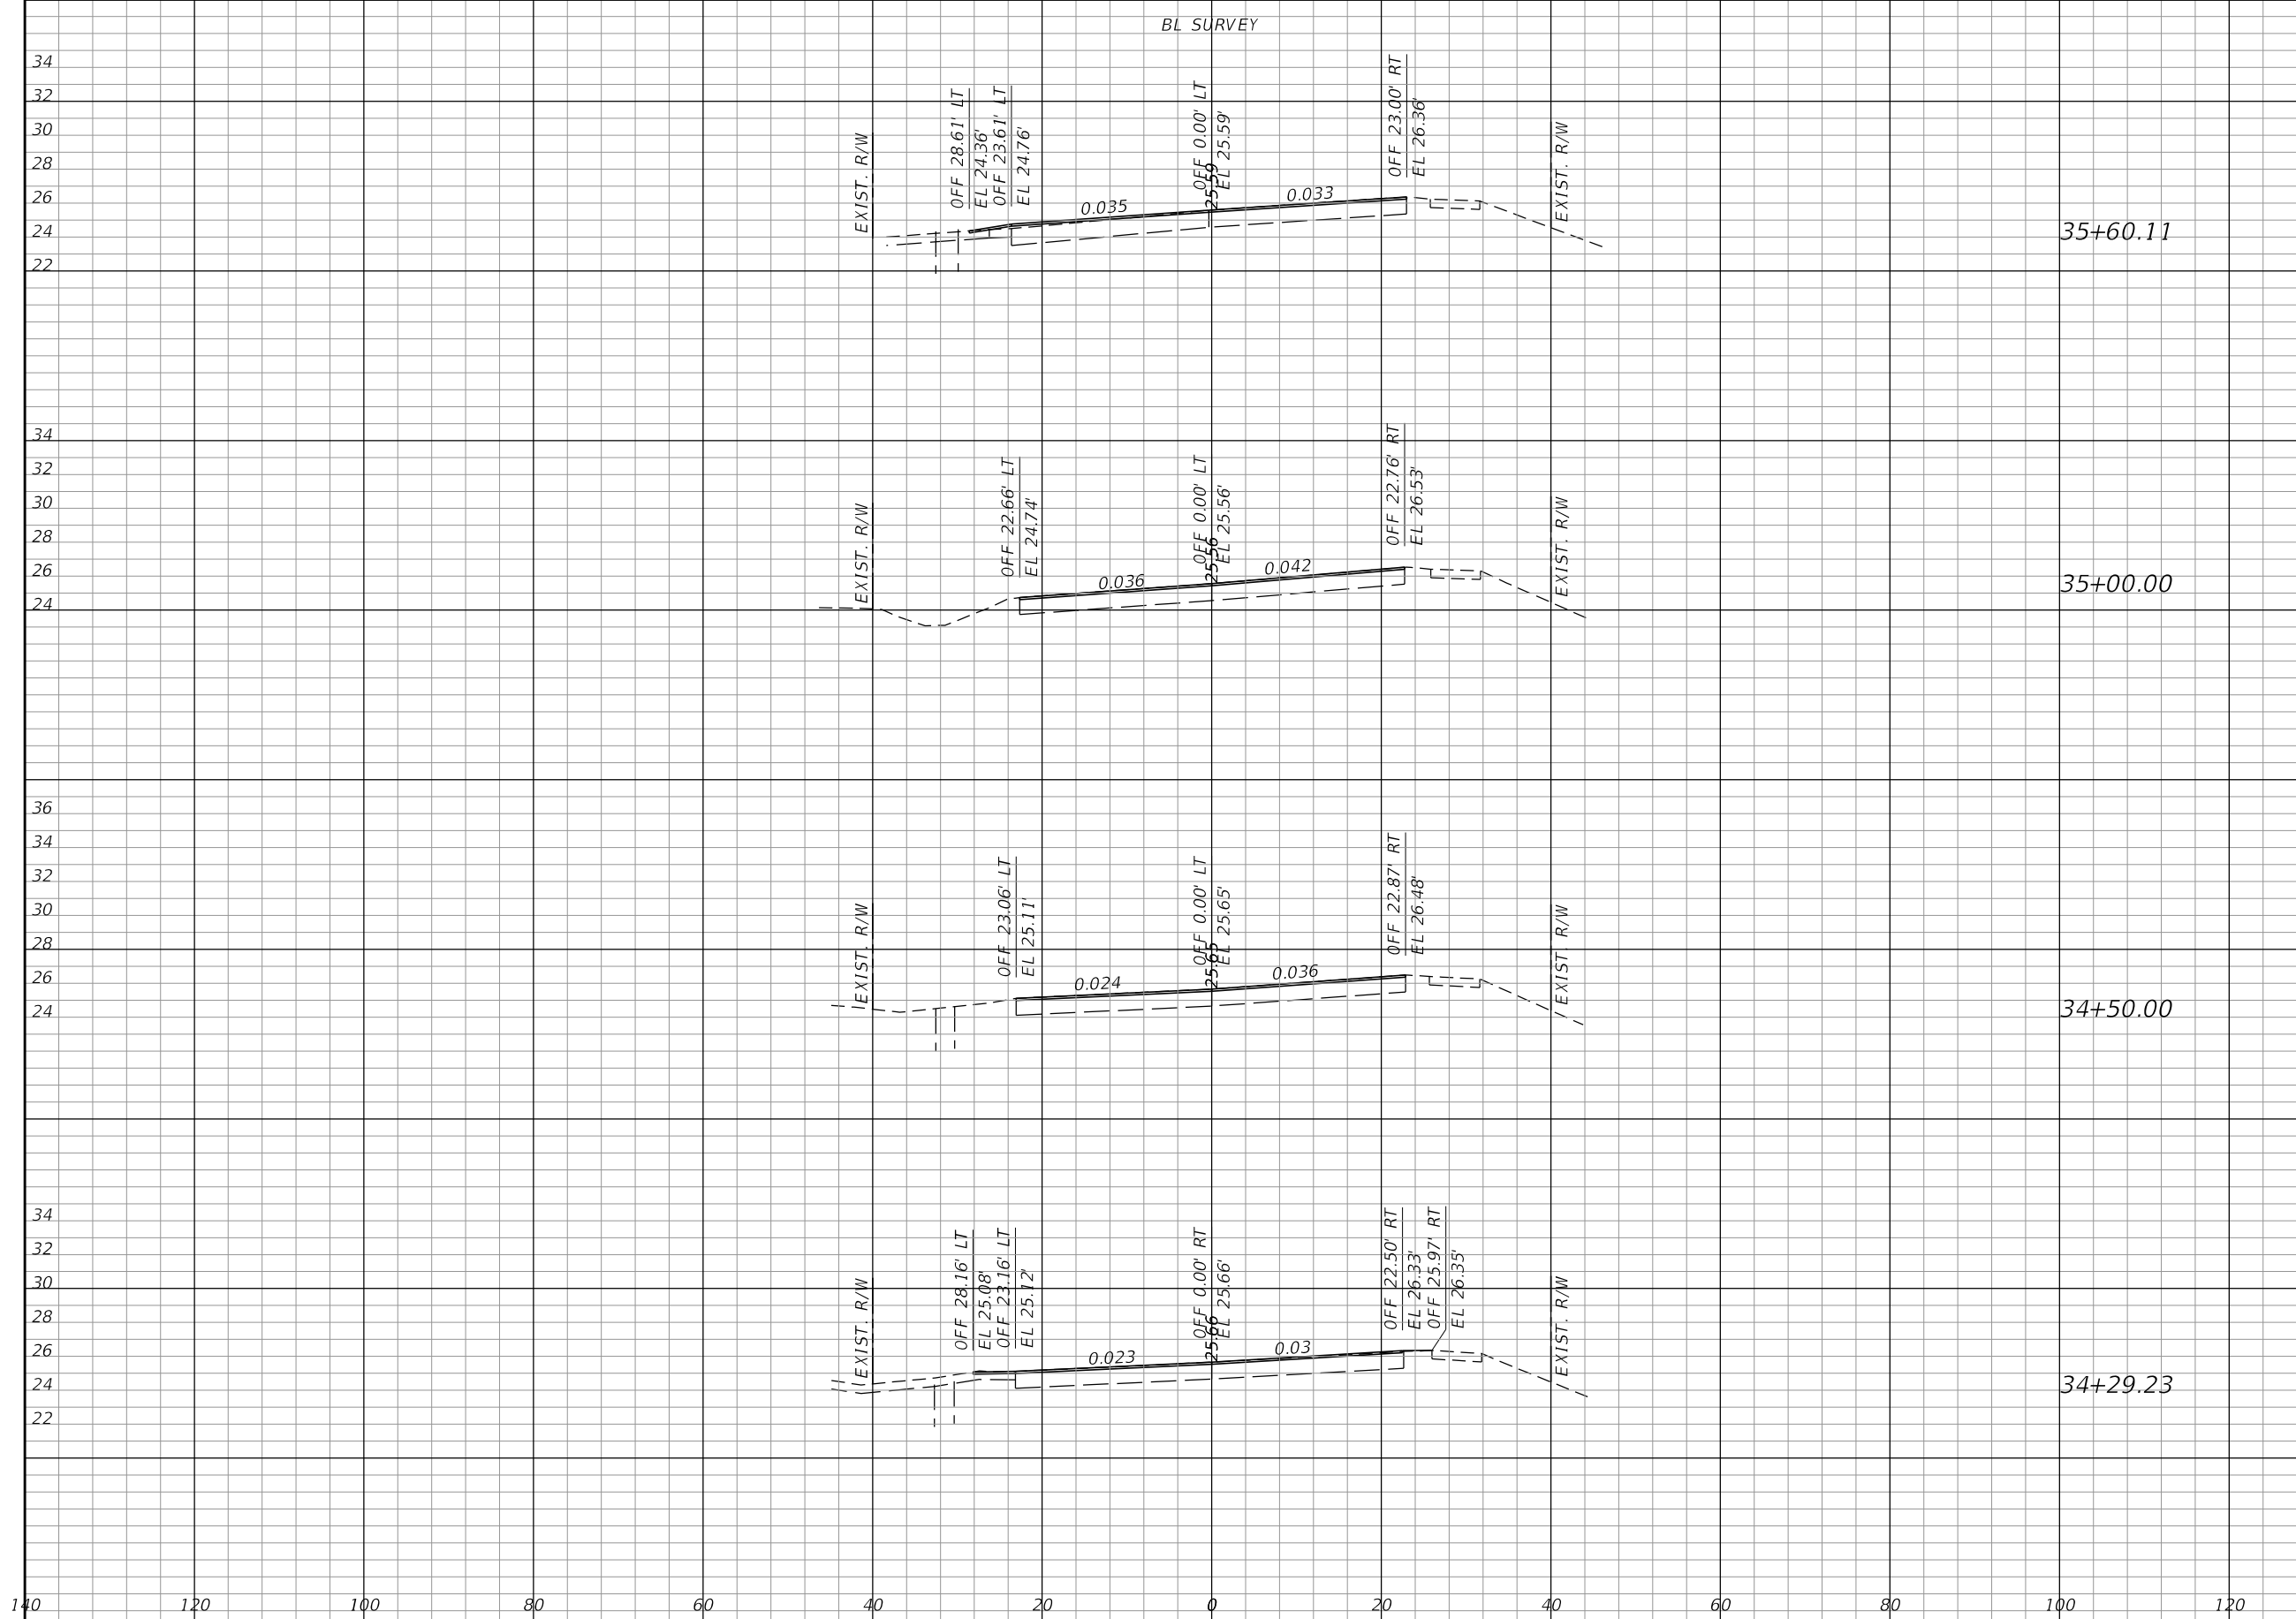 BL SURVEY
34
32
30
28
26
24
22
EXIST. R/W
OFF 28.61' LT
EL 24.36'
OFF 23.61' LT
EL 24.76'
0.035
OFF 0.00' LT
EL 25.59'
25.59
0.033
OFF 23.00' RT
EL 26.36'
EXIST. R/W
35+60.11
34
32
30
28
26
24
EXIST. R/W
OFF 22.66' LT
EL 24.74'
0.036
OFF 0.00' LT
EL 25.56'
25.56
0.042
OFF 22.76' RT
EL 26.53'
EXIST. R/W
35+00.00
36
34
32
30
28
26
24
EXIST. R/W
OFF 23.06' LT
EL 25.11'
0.024
OFF 0.00' LT
EL 25.65'
25.65
0.036
OFF 22.87' RT
EL 26.48'
EXIST. R/W
34+50.00
34
32
30
28
26
24
22
EXIST. R/W
OFF 28.16' LT
EL 25.08'
OFF 23.16' LT
EL 25.12'
0.023
OFF 0.00' RT
EL 25.66'
25.66
0.03
OFF 22.50' RT
EL 26.33'
OFF 25.97' RT
EL 26.35'
EXIST. R/W
34+29.23
140 120 100 80 60 40 20 0 20 40 60 80 100 120